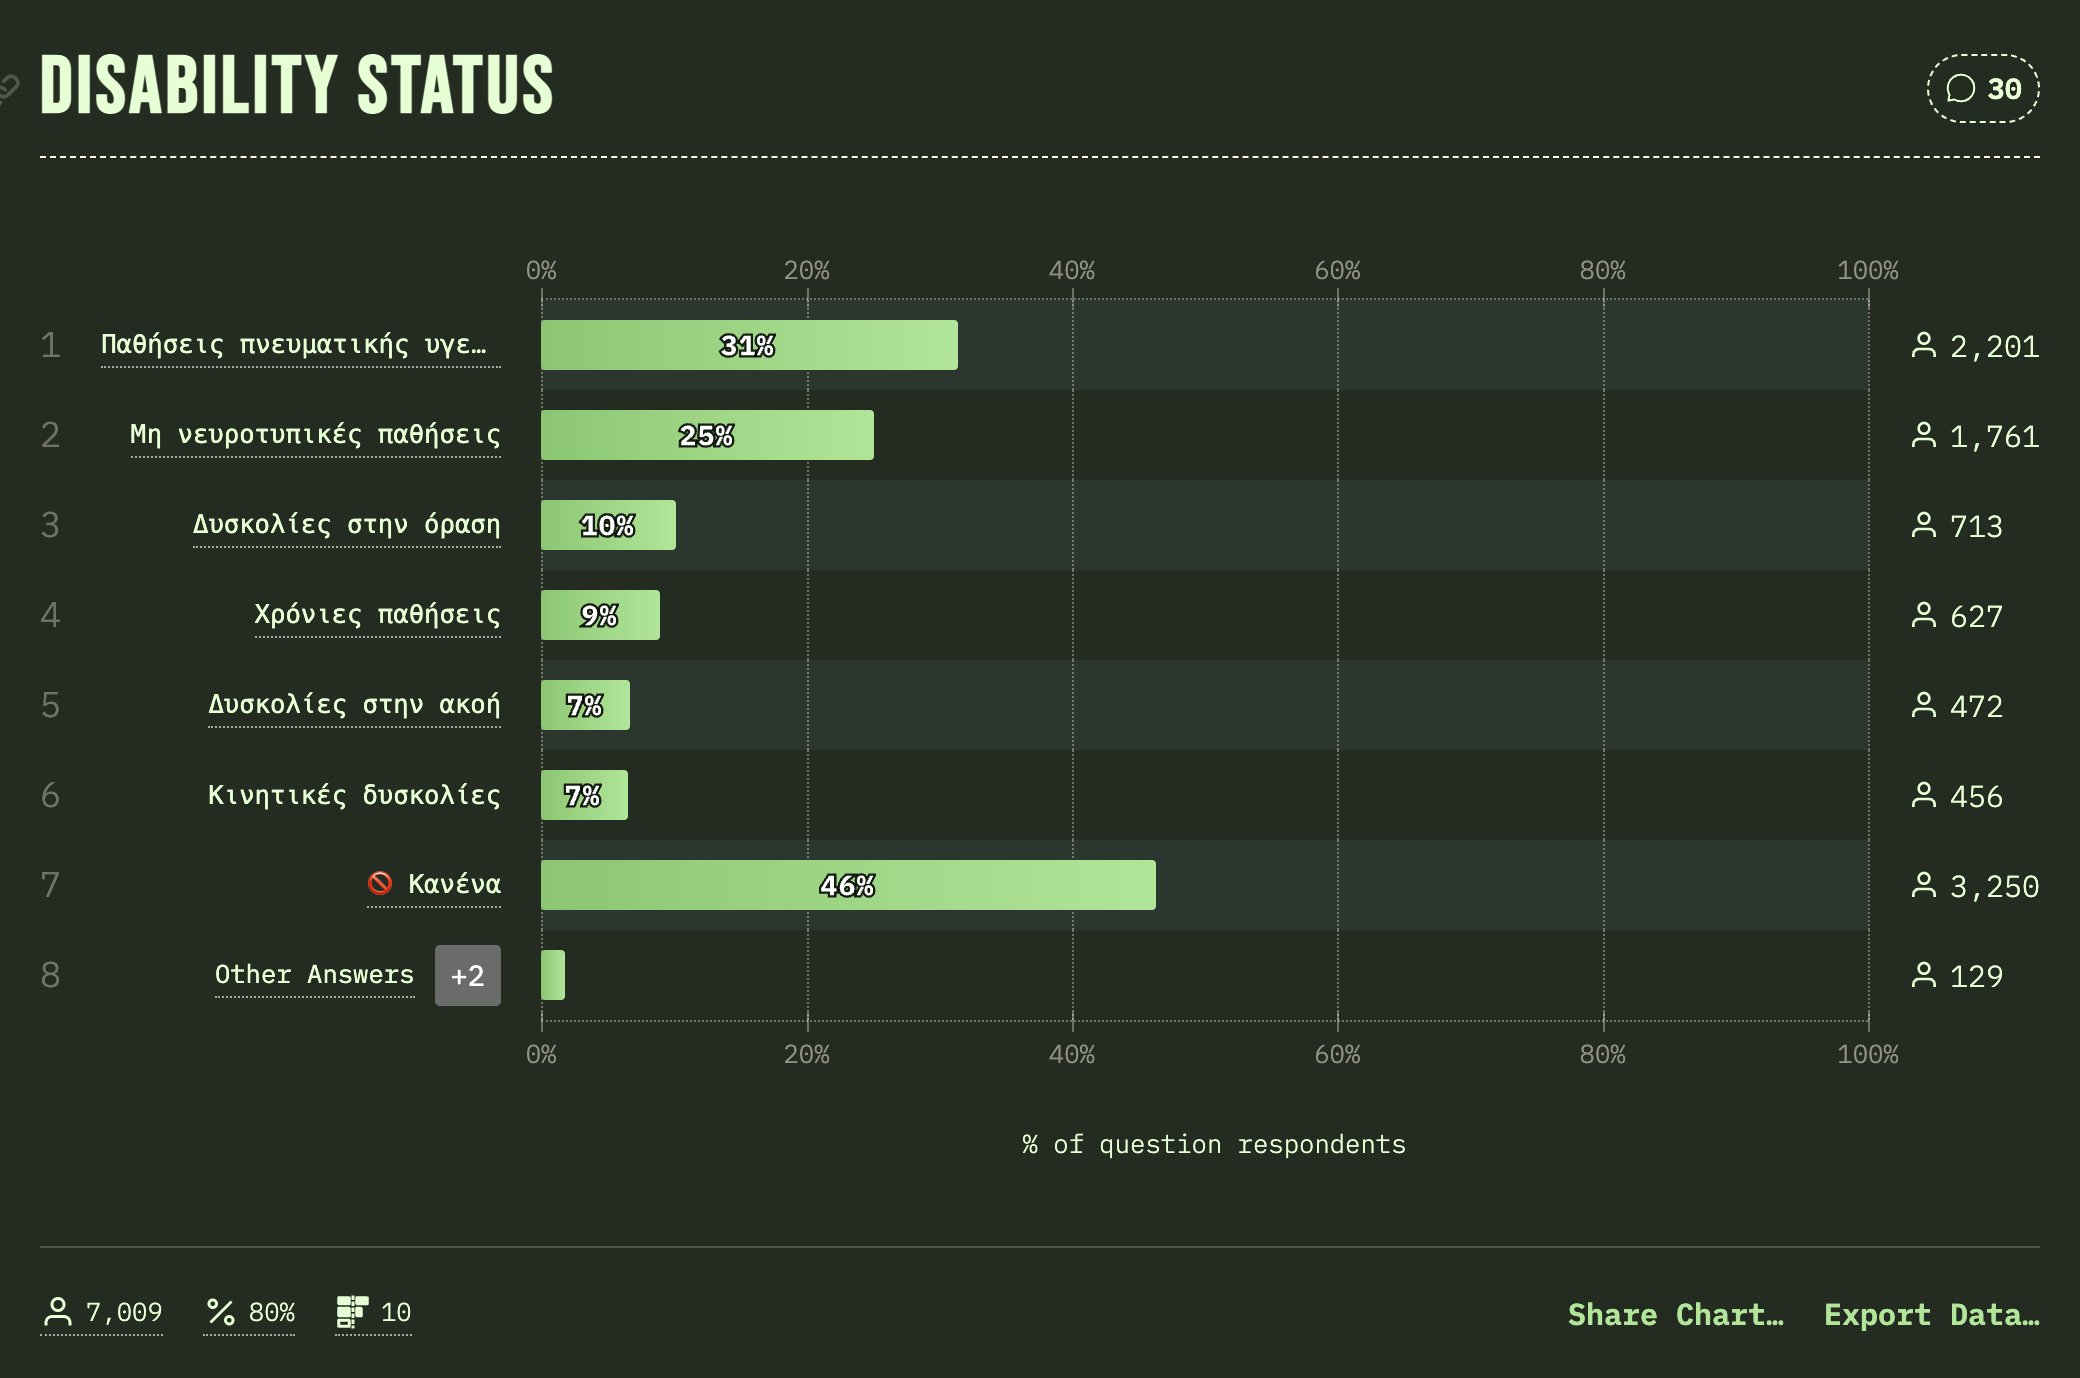 DISABILITY STATUS
30
0% 20% 40% 60% 80% 100%
1 Παθήσεις πνευματικής υγε… 31% 2,201
2 Μη νευροτυπικές παθήσεις 25% 1,761
3 Δυσκολίες στην όραση 10% 713
4 Χρόνιες παθήσεις 9% 627
5 Δυσκολίες στην ακοή 7% 472
6 Κινητικές δυσκολίες 7% 456
7 🚫 Κανένα 46% 3,250
8 Other Answers +2 129
0% 20% 40% 60% 80% 100%
% of question respondents
7,009 80% 10 Share Chart… Export Data…